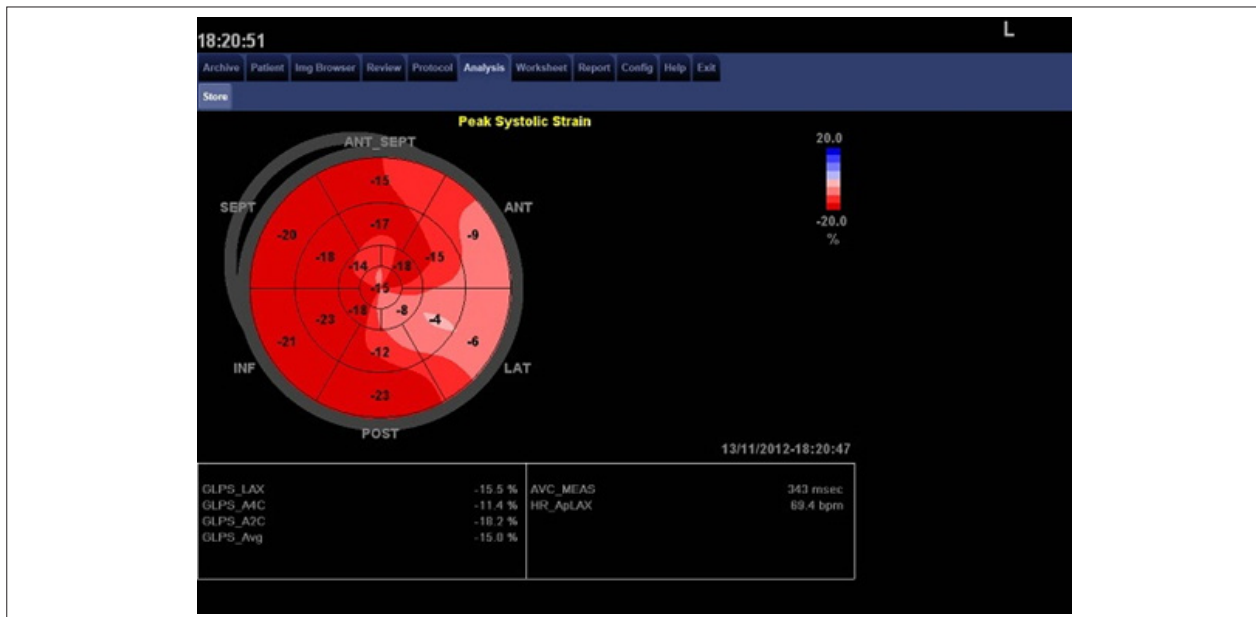 L
18:20:51
Archive Patient Img Browser Review Protocol Analysis Worksheet Report Config Help Exit
Store
Peak Systolic Strain
20.0
-20.0
%
ANT_SEPT
SEPT
ANT
INF
LAT
POST
-15
-20
-17
-9
-18
-14
-18
-15
-15
-23
-18
-8
-4
-21
-12
-6
-23
13/11/2012-18:20:47
GLPS_LAX -15.5 % AVC_MEAS 343 msec
GLPS_A4C -11.4 % HR_ApLAX 69.4 bpm
GLPS_A2C -18.2 %
GLPS_Avg -15.0 %